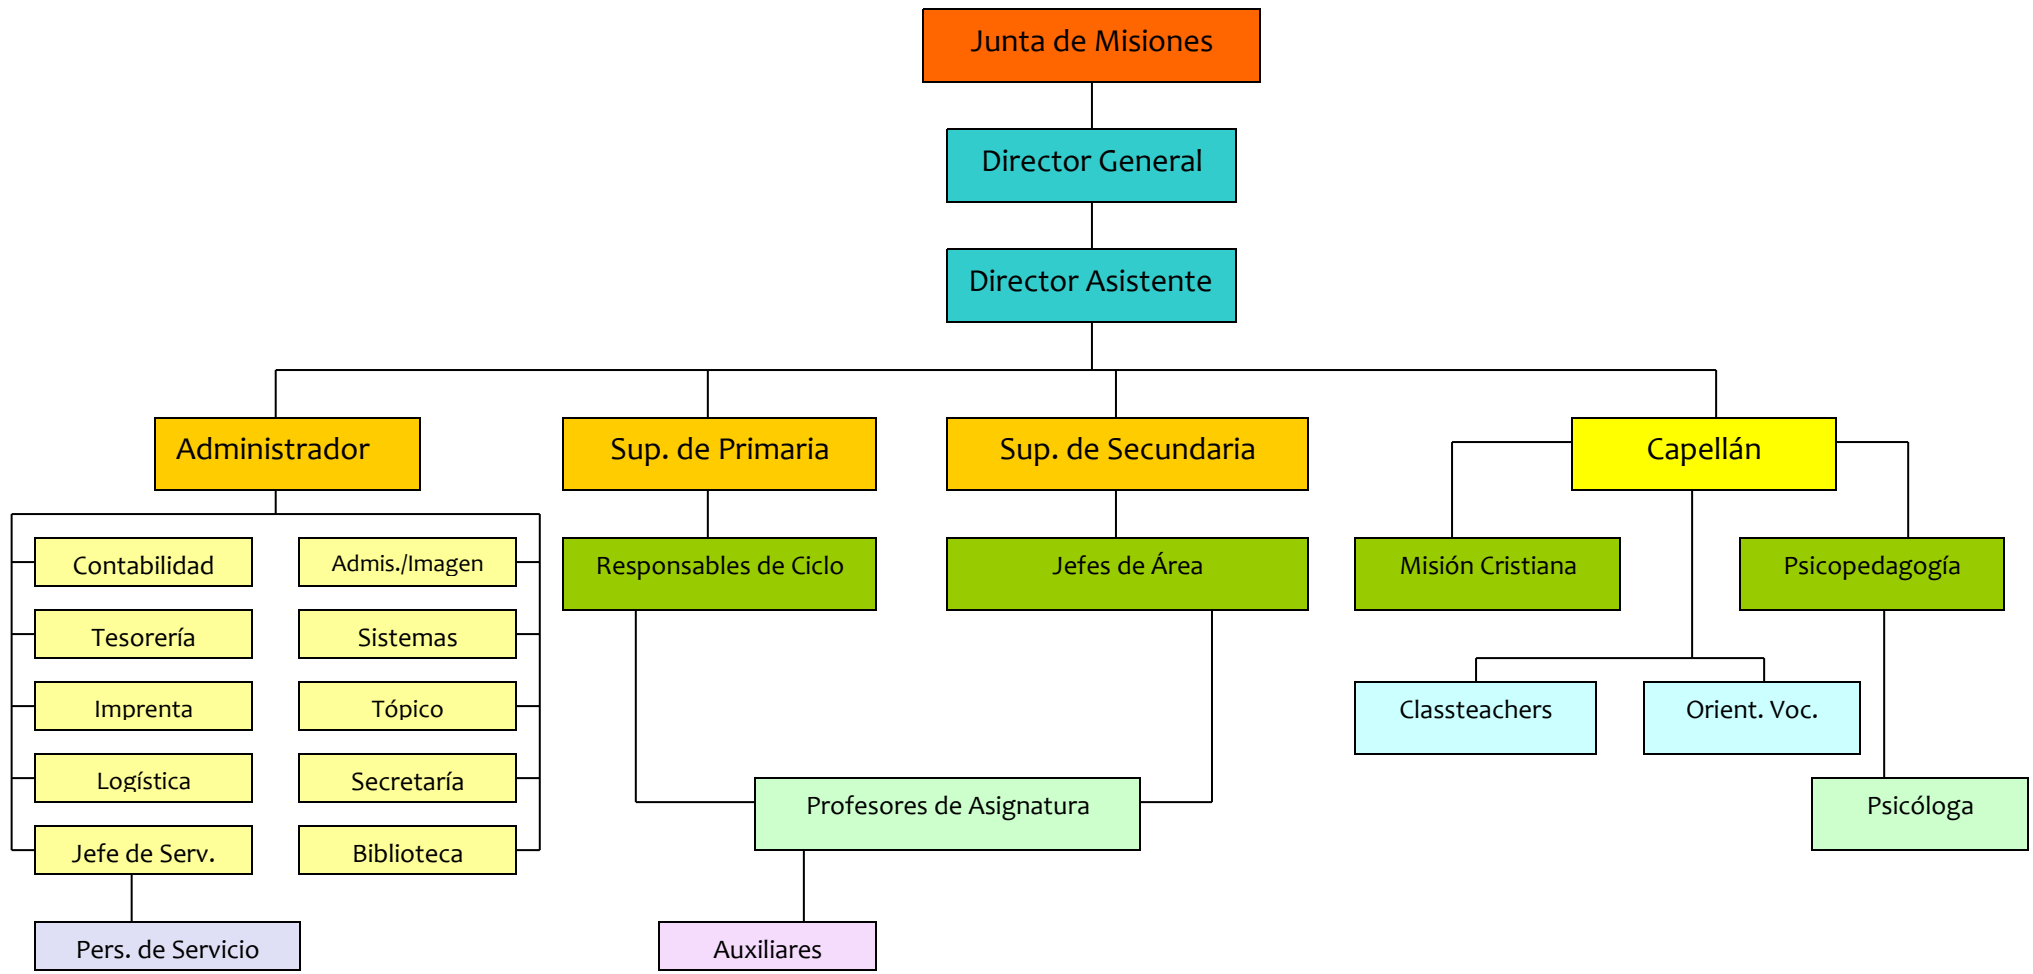 Junta de Misiones
Director General
Director Asistente
Administrador
Sup. de Primaria
Sup. de Secundaria
Capellán
Contabilidad
Admis./Imagen
Responsables de Ciclo
Jefes de Área
Misión Cristiana
Psicopedagogía
Tesorería
Sistemas
Imprenta
Tópico
Classteachers
Orient. Voc.
Logística
Secretaría
Profesores de Asignatura
Psicóloga
Jefe de Serv.
Biblioteca
Pers. de Servicio
Auxiliares